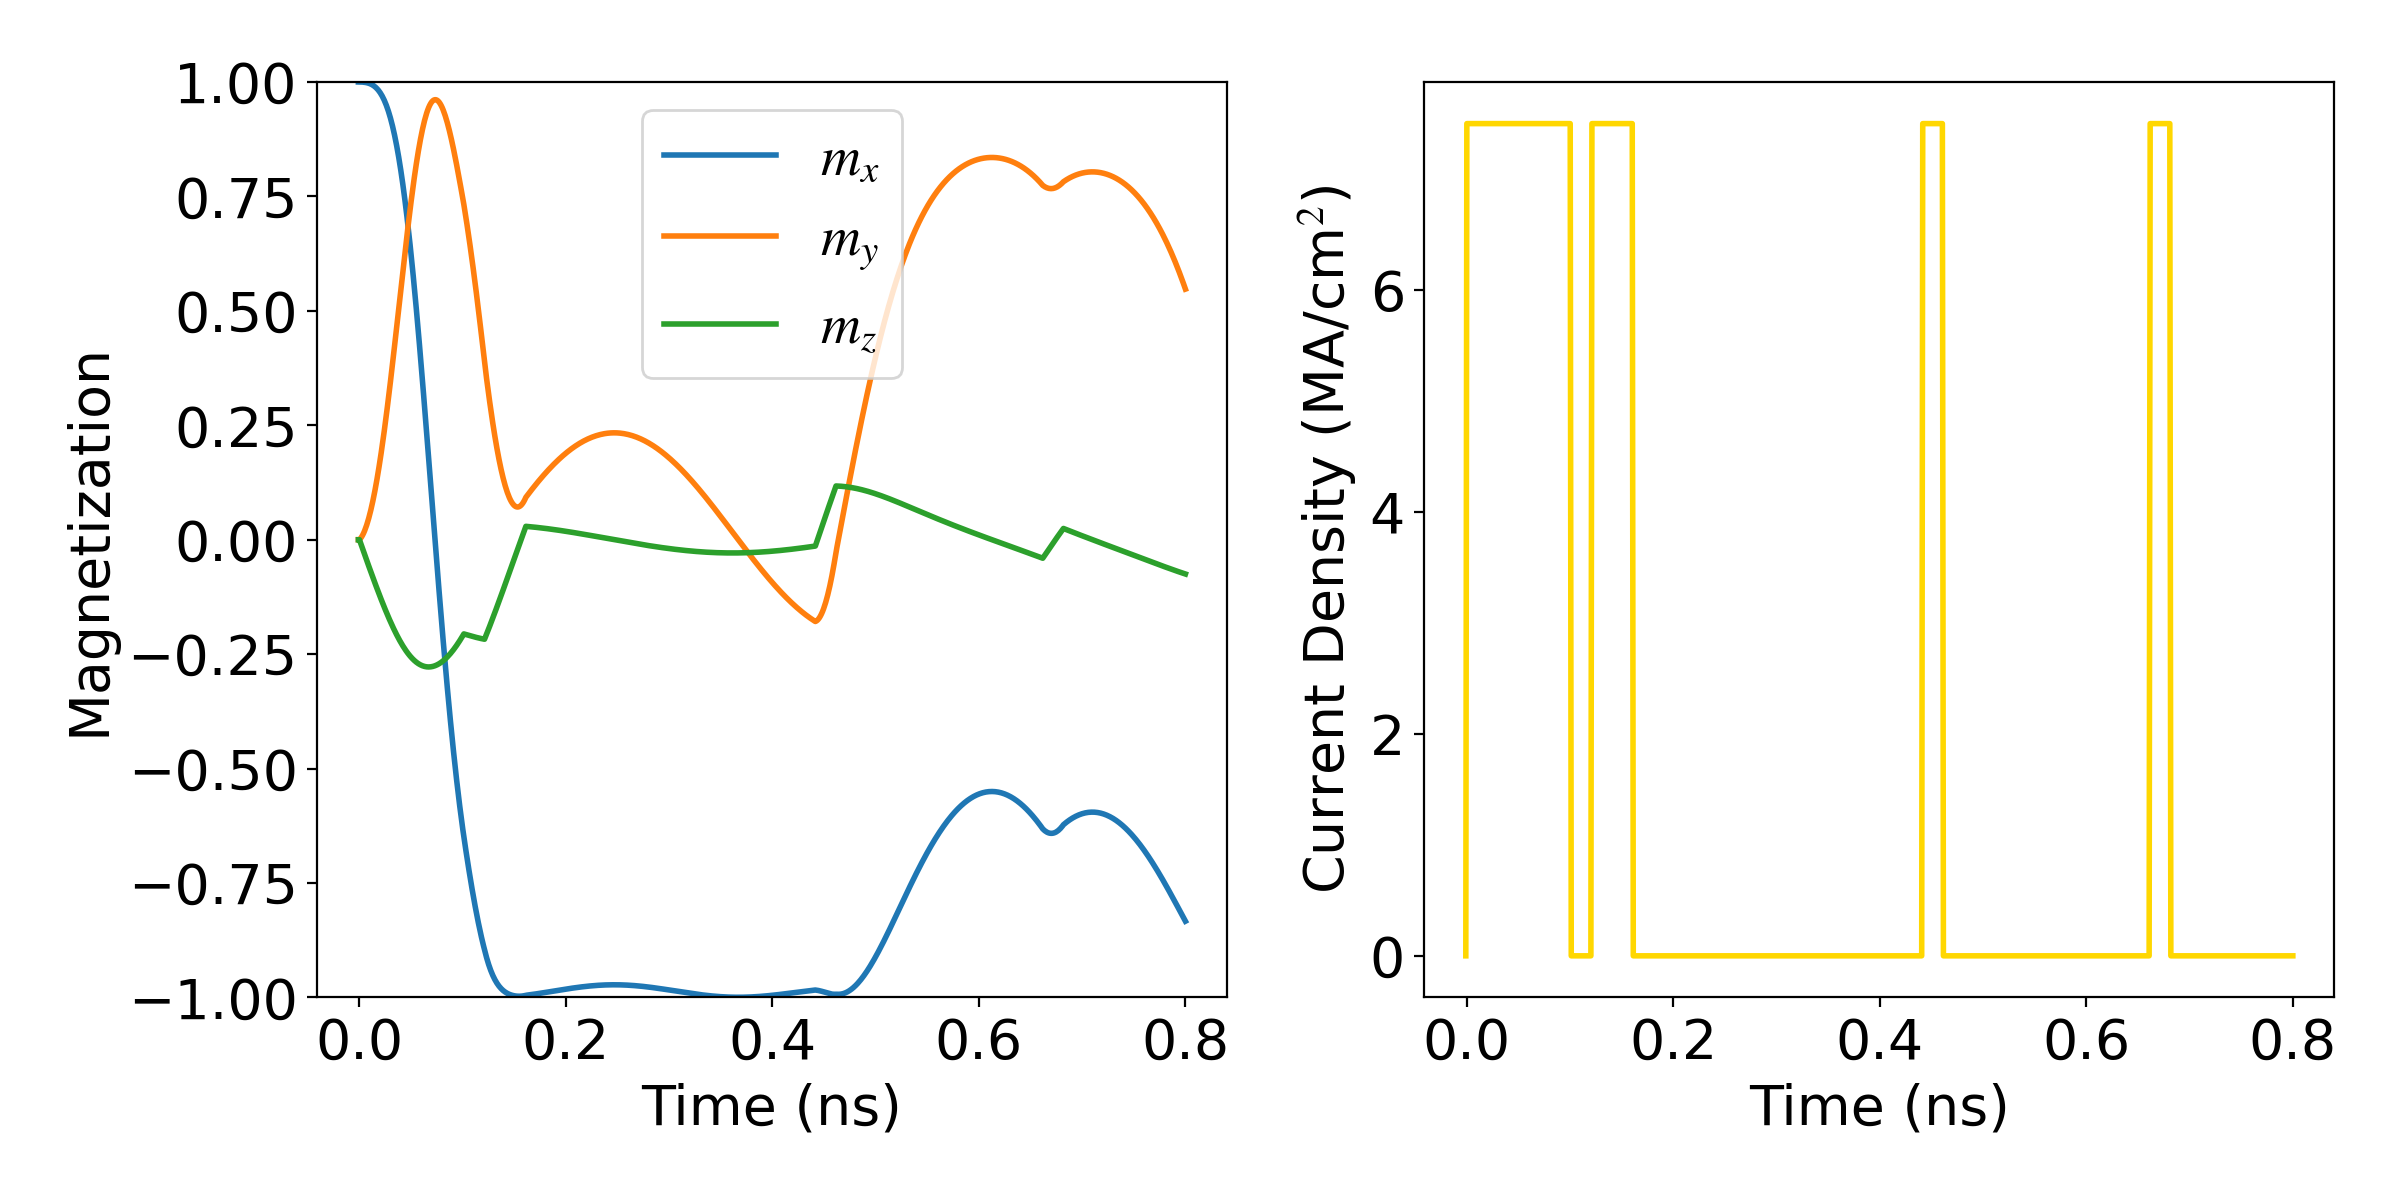 Magnetization
1.00
0.75
0.50
0.25
0.00
−0.25
−0.50
−0.75
−1.00
0.0 0.2 0.4 0.6 0.8
Time (ns)
m_x
m_y
m_z
Current Density (MA/cm²)
6
4
2
0
0.0 0.2 0.4 0.6 0.8
Time (ns)